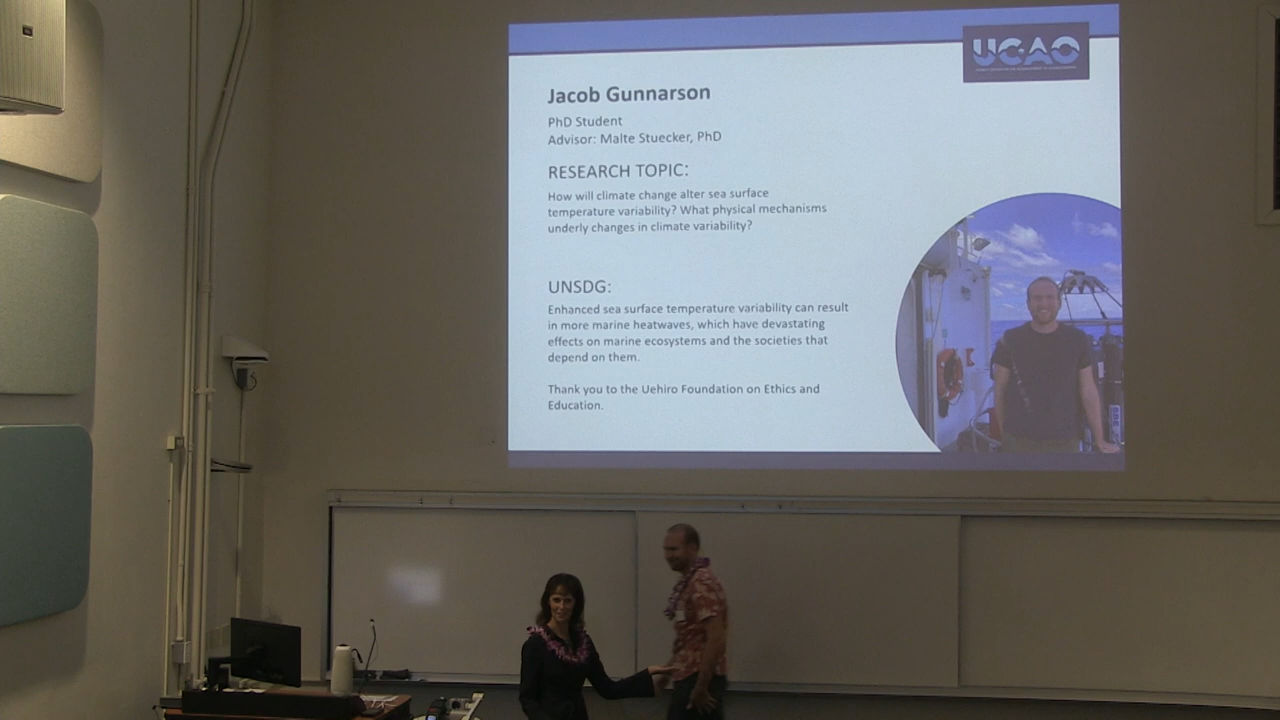 UCAO
Jacob Gunnarson
PhD Student
Advisor: Malte Stuecker, PhD
RESEARCH TOPIC:
How will climate change alter sea surface
temperature variability? What physical mechanisms
underly changes in climate variability?
UNSDG:
Enhanced sea surface temperature variability can result
in more marine heatwaves, which have devastating
effects on marine ecosystems and the societies that
depend on them.
Thank you to the Uehiro Foundation on Ethics and
Education.